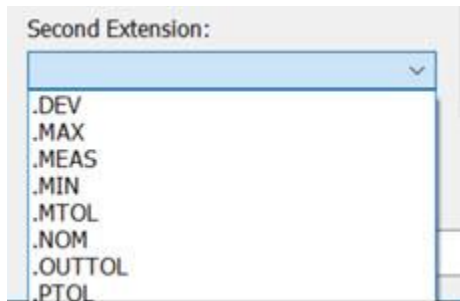 Second Extension:
.DEV
.MAX
.MEAS
.MIN
.MTOL
.NOM
.OUTTOL
.PTOL